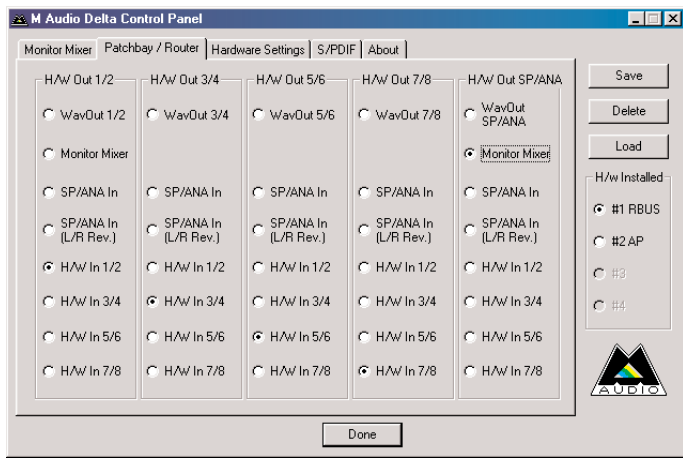 M Audio Delta Control Panel
Monitor Mixer Patchbay / Router Hardware Settings S/PDIF About
H/W Out 1/2 H/W Out 3/4 H/W Out 5/6 H/W Out 7/8 H/W Out SP/ANA
WavOut 1/2 WavOut 3/4 WavOut 5/6 WavOut 7/8 WavOut SP/ANA
Monitor Mixer Monitor Mixer
SP/ANA In SP/ANA In SP/ANA In SP/ANA In SP/ANA In
SP/ANA In SP/ANA In SP/ANA In SP/ANA In SP/ANA In
(L/R Rev.) (L/R Rev.) (L/R Rev.) (L/R Rev.) (L/R Rev.)
H/W In 1/2 H/W In 1/2 H/W In 1/2 H/W In 1/2 H/W In 1/2
H/W In 3/4 H/W In 3/4 H/W In 3/4 H/W In 3/4 H/W In 3/4
H/W In 5/6 H/W In 5/6 H/W In 5/6 H/W In 5/6 H/W In 5/6
H/W In 7/8 H/W In 7/8 H/W In 7/8 H/W In 7/8 H/W In 7/8
Save
Delete
Load
H/w Installed
#1 RBUS
#2 AP
#3
#4
AUDIO
Done